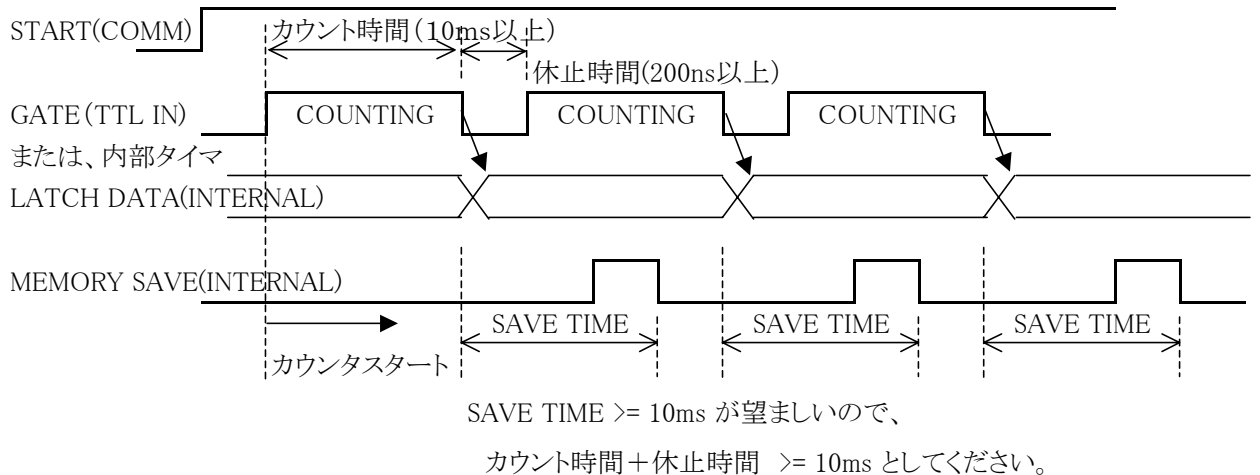 START(COMM)
カウント時間(10ms以上)
休止時間(200ns以上)
GATE(TTL IN)
COUNTING
COUNTING
COUNTING
または、内部タイマ
LATCH DATA(INTERNAL)
MEMORY SAVE(INTERNAL)
SAVE TIME
SAVE TIME
SAVE TIME
カウンタスタート
SAVE TIME >= 10ms が望ましいので、
カウント時間+休止時間 >= 10ms としてください。